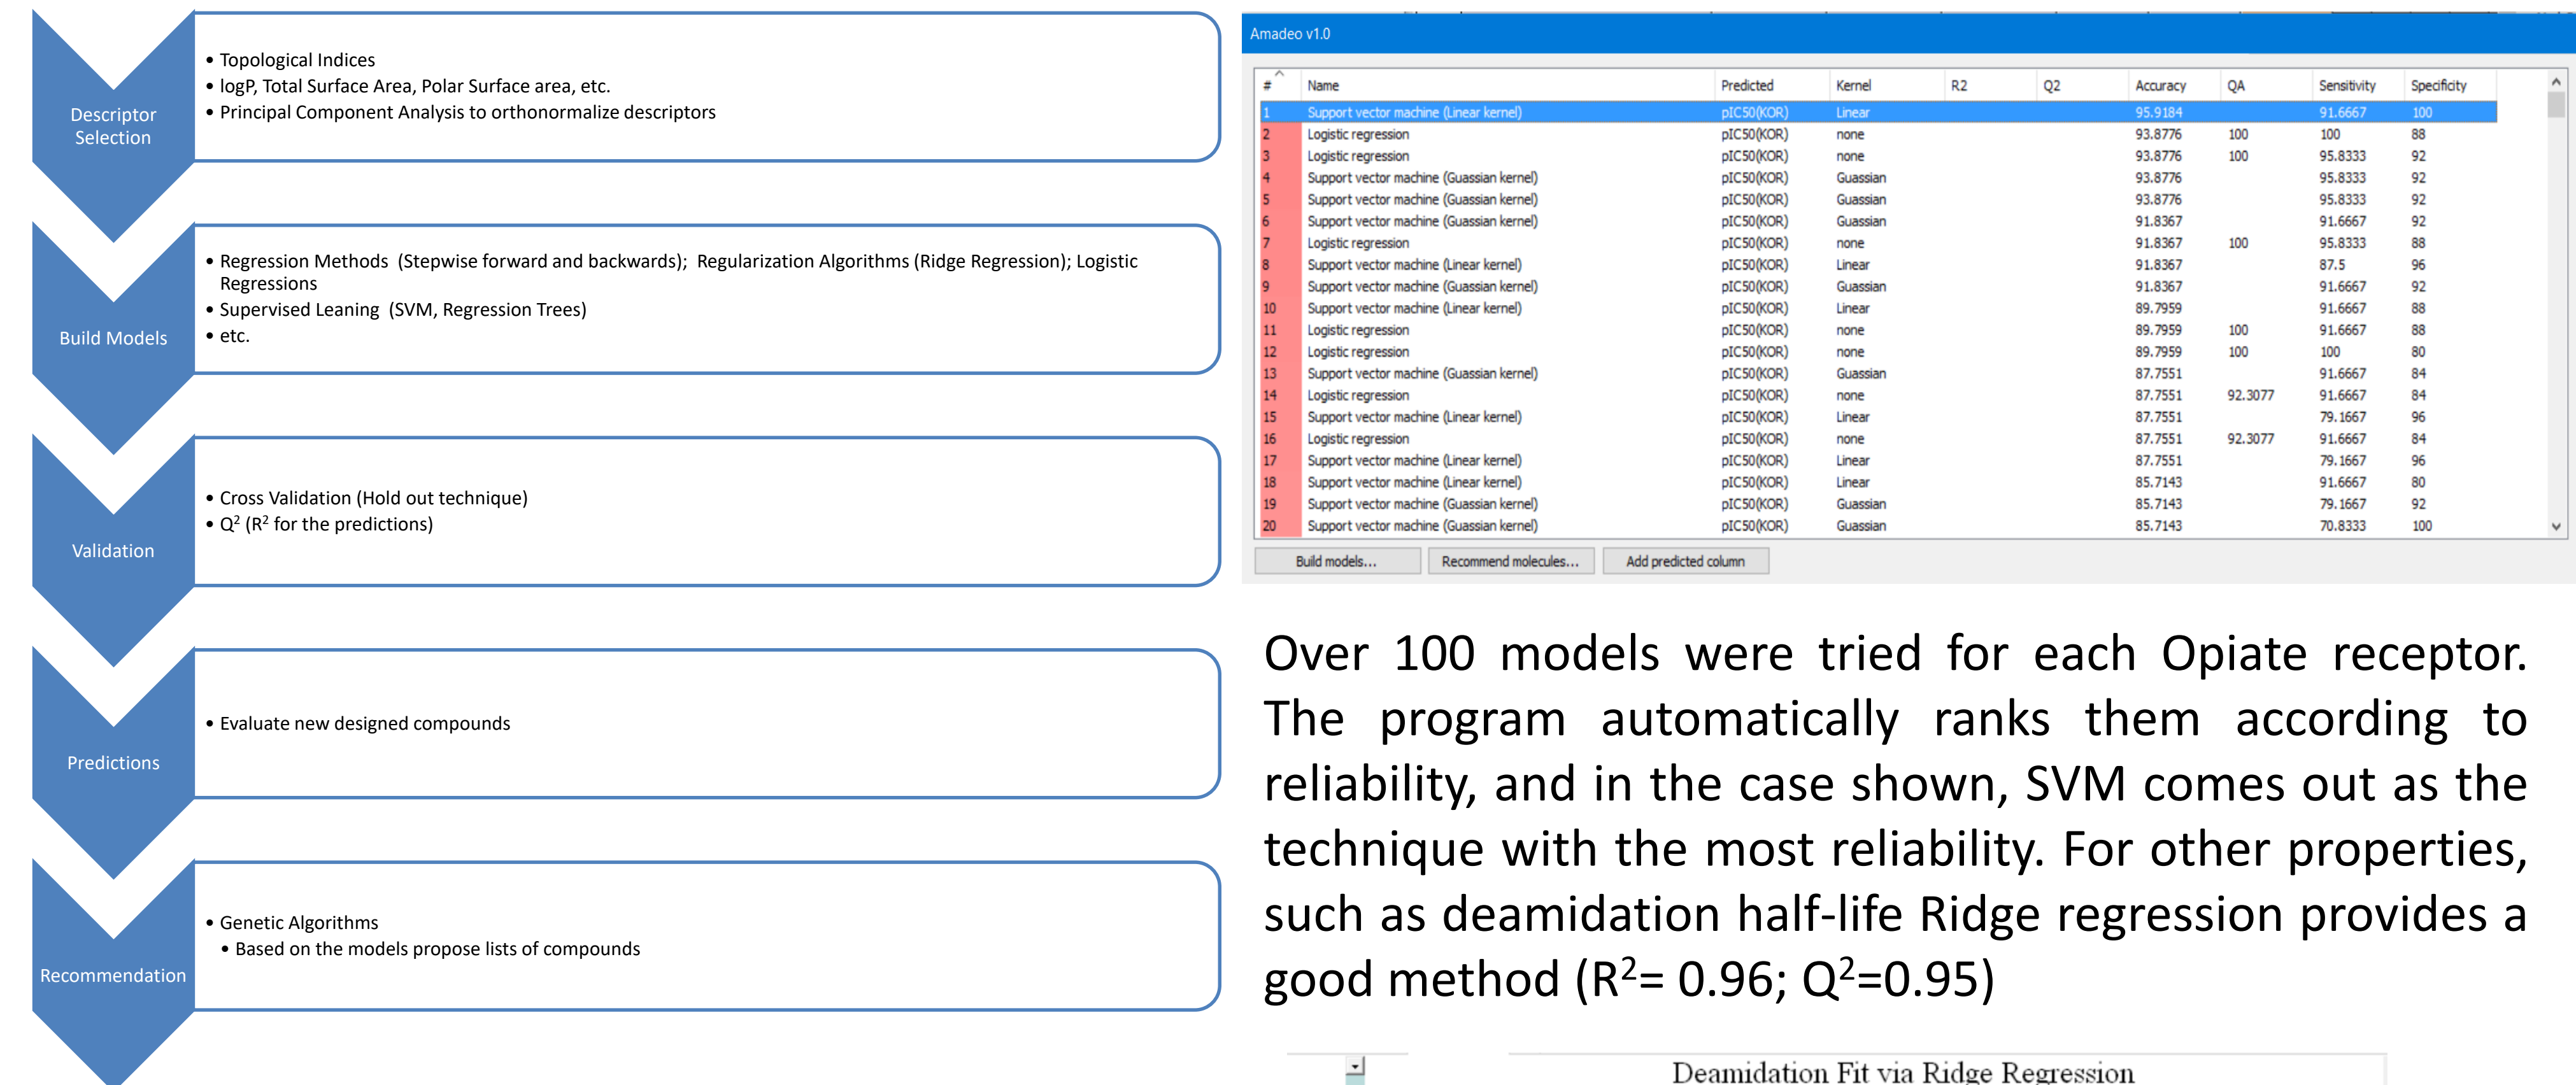 Descriptor
Selection
• Topological Indices
• logP, Total Surface Area, Polar Surface area, etc.
• Principal Component Analysis to orthonormalize descriptors
Build Models
• Regression Methods (Stepwise forward and backwards); Regularization Algorithms (Ridge Regression); Logistic
Regressions
• Supervised Leaning (SVM, Regression Trees)
• etc.
Validation
• Cross Validation (Hold out technique)
• Q² (R² for the predictions)
Predictions
• Evaluate new designed compounds
Recommendation
• Genetic Algorithms
• Based on the models propose lists of compounds
Amadeo v1.0
# Name Predicted Kernel R2 Q2 Accuracy QA Sensitivity Specificity
1 Support vector machine (Linear kernel) pIC50(KOR) Linear 95.9184 91.6667 100
2 Logistic regression pIC50(KOR) none 93.8776 100 100 88
3 Logistic regression pIC50(KOR) none 93.8776 100 95.8333 92
4 Support vector machine (Guassian kernel) pIC50(KOR) Guassian 93.8776 95.8333 92
5 Support vector machine (Guassian kernel) pIC50(KOR) Guassian 93.8776 95.8333 92
6 Support vector machine (Guassian kernel) pIC50(KOR) Guassian 91.8367 91.6667 92
7 Logistic regression pIC50(KOR) none 91.8367 100 95.8333 88
8 Support vector machine (Linear kernel) pIC50(KOR) Linear 91.8367 87.5 96
9 Support vector machine (Guassian kernel) pIC50(KOR) Guassian 91.8367 91.6667 92
10 Support vector machine (Linear kernel) pIC50(KOR) Linear 89.7959 91.6667 88
11 Logistic regression pIC50(KOR) none 89.7959 100 91.6667 88
12 Logistic regression pIC50(KOR) none 89.7959 100 100 80
13 Support vector machine (Guassian kernel) pIC50(KOR) Guassian 87.7551 91.6667 84
14 Logistic regression pIC50(KOR) none 87.7551 92.3077 91.6667 84
15 Support vector machine (Linear kernel) pIC50(KOR) Linear 87.7551 79.1667 96
16 Logistic regression pIC50(KOR) none 87.7551 92.3077 91.6667 84
17 Support vector machine (Linear kernel) pIC50(KOR) Linear 87.7551 79.1667 96
18 Support vector machine (Linear kernel) pIC50(KOR) Linear 85.7143 91.6667 80
19 Support vector machine (Guassian kernel) pIC50(KOR) Guassian 85.7143 79.1667 92
20 Support vector machine (Guassian kernel) pIC50(KOR) Guassian 85.7143 70.8333 100
Build models... Recommend molecules... Add predicted column
Over 100 models were tried for each Opiate receptor.
The program automatically ranks them according to
reliability, and in the case shown, SVM comes out as the
technique with the most reliability. For other properties,
such as deamidation half-life Ridge regression provides a
good method (R²= 0.96; Q²=0.95)
Deamidation Fit via Ridge Regression